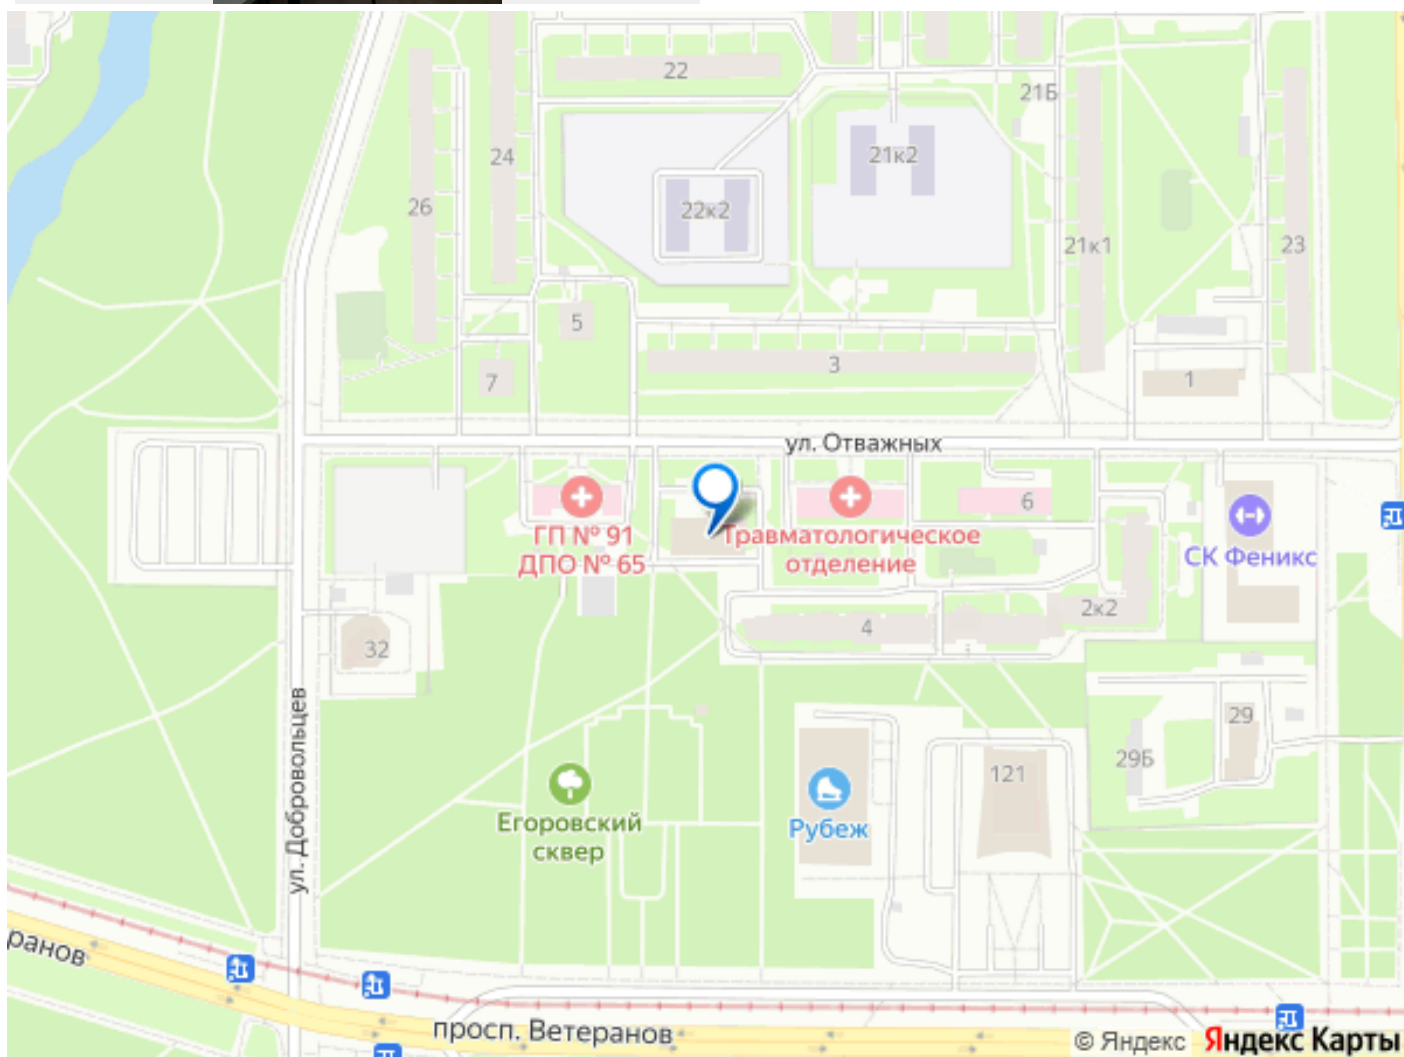 22
21Б
24
21к2
26
22к2
21к1
23
5
3
7
1
ул. Отважных
6
ГП № 91
ДПО № 65
Травматологическое
отделение
СК Феникс
2к2
4
32
29
29Б
121
ул. Добровольцев
Егоровский
сквер
Рубеж
ранов
просп. Ветеранов
© Яндекс Яндекс Карты